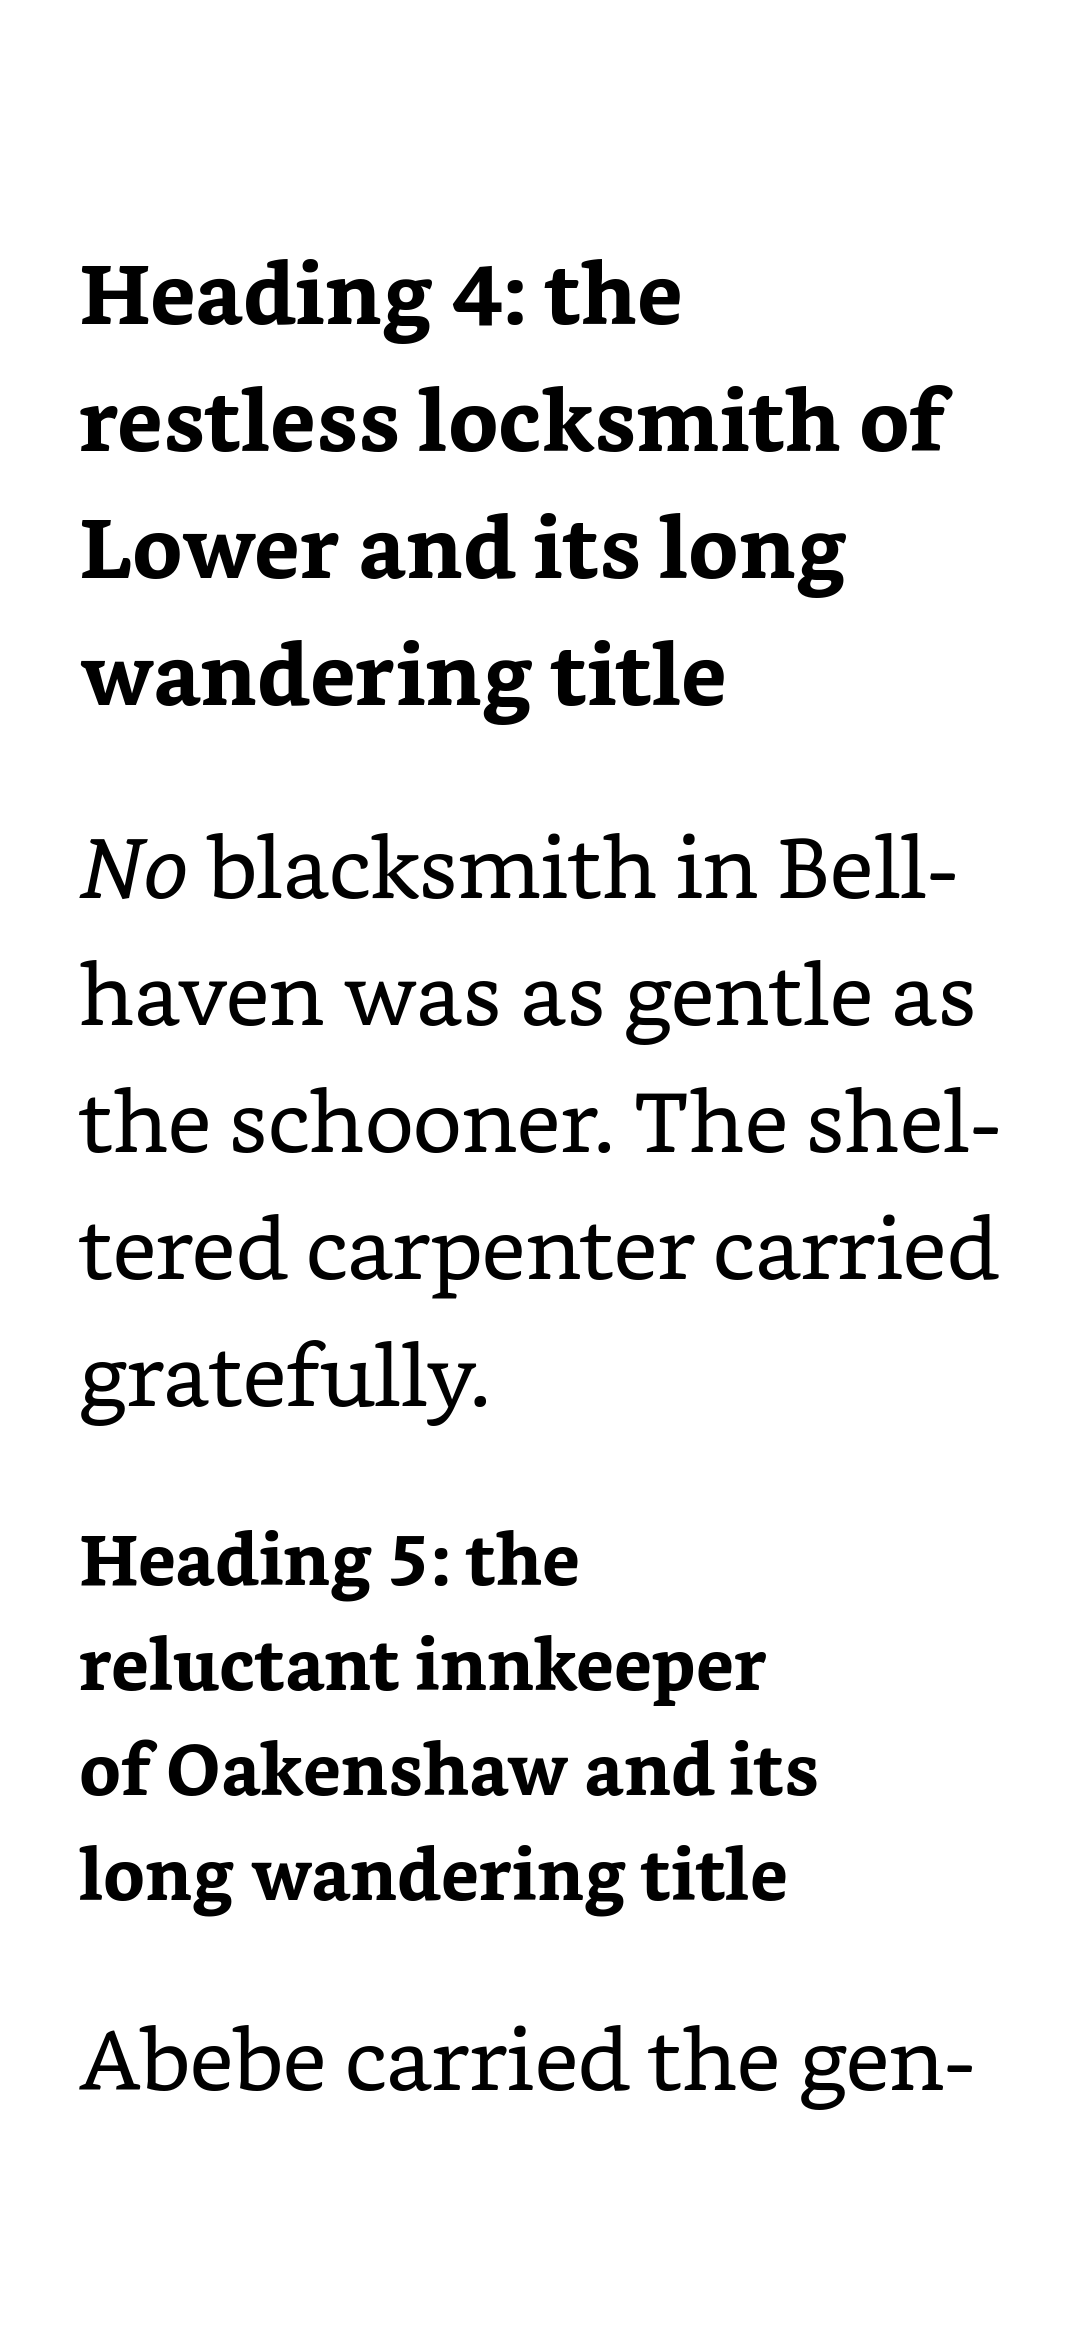 Heading 4: the
restless locksmith of
Lower and its long
wandering title
No blacksmith in Bell-
haven was as gentle as
the schooner. The shel-
tered carpenter carried
gratefully.
Heading 5: the
reluctant innkeeper
of Oakenshaw and its
long wandering title
Abebe carried the gen-